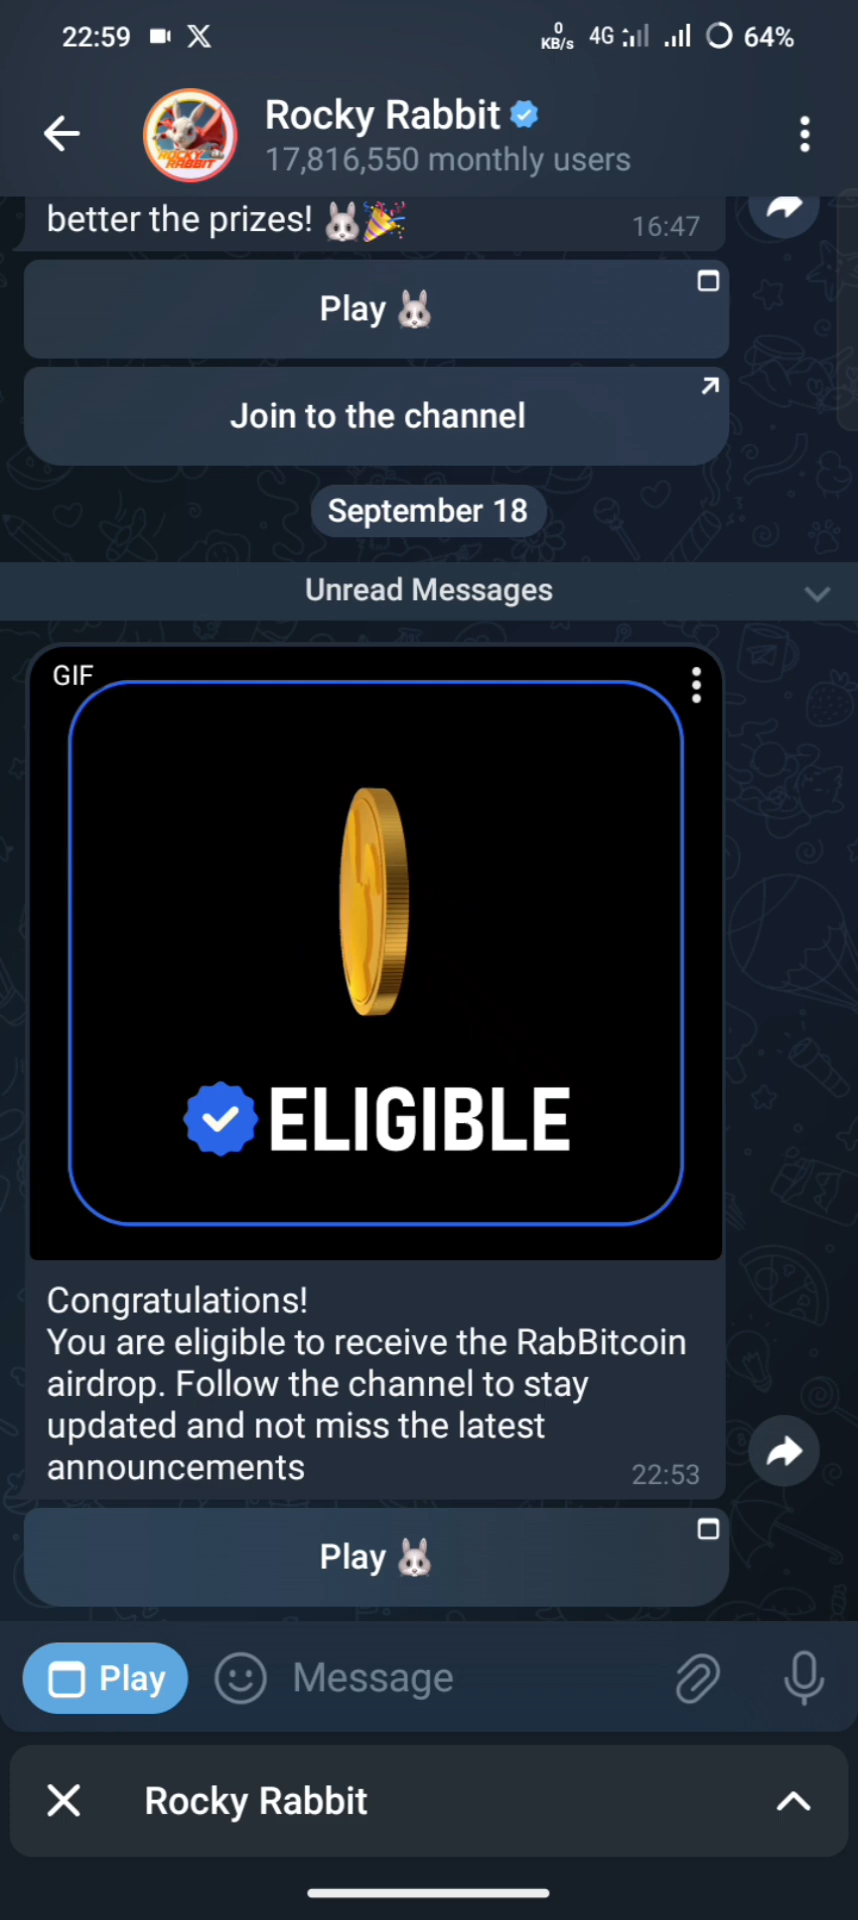 22:59
0
KB/s
4G
64%
Rocky Rabbit
17,816,550 monthly users
ROCKY
RABBIT
better the prizes! 🐰🎉
16:47
Play 🐰
Join to the channel
September 18
Unread Messages
GIF
ELIGIBLE
Congratulations!
You are eligible to receive the RabBitcoin
airdrop. Follow the channel to stay
updated and not miss the latest
announcements
22:53
Play 🐰
Play
Message
Rocky Rabbit